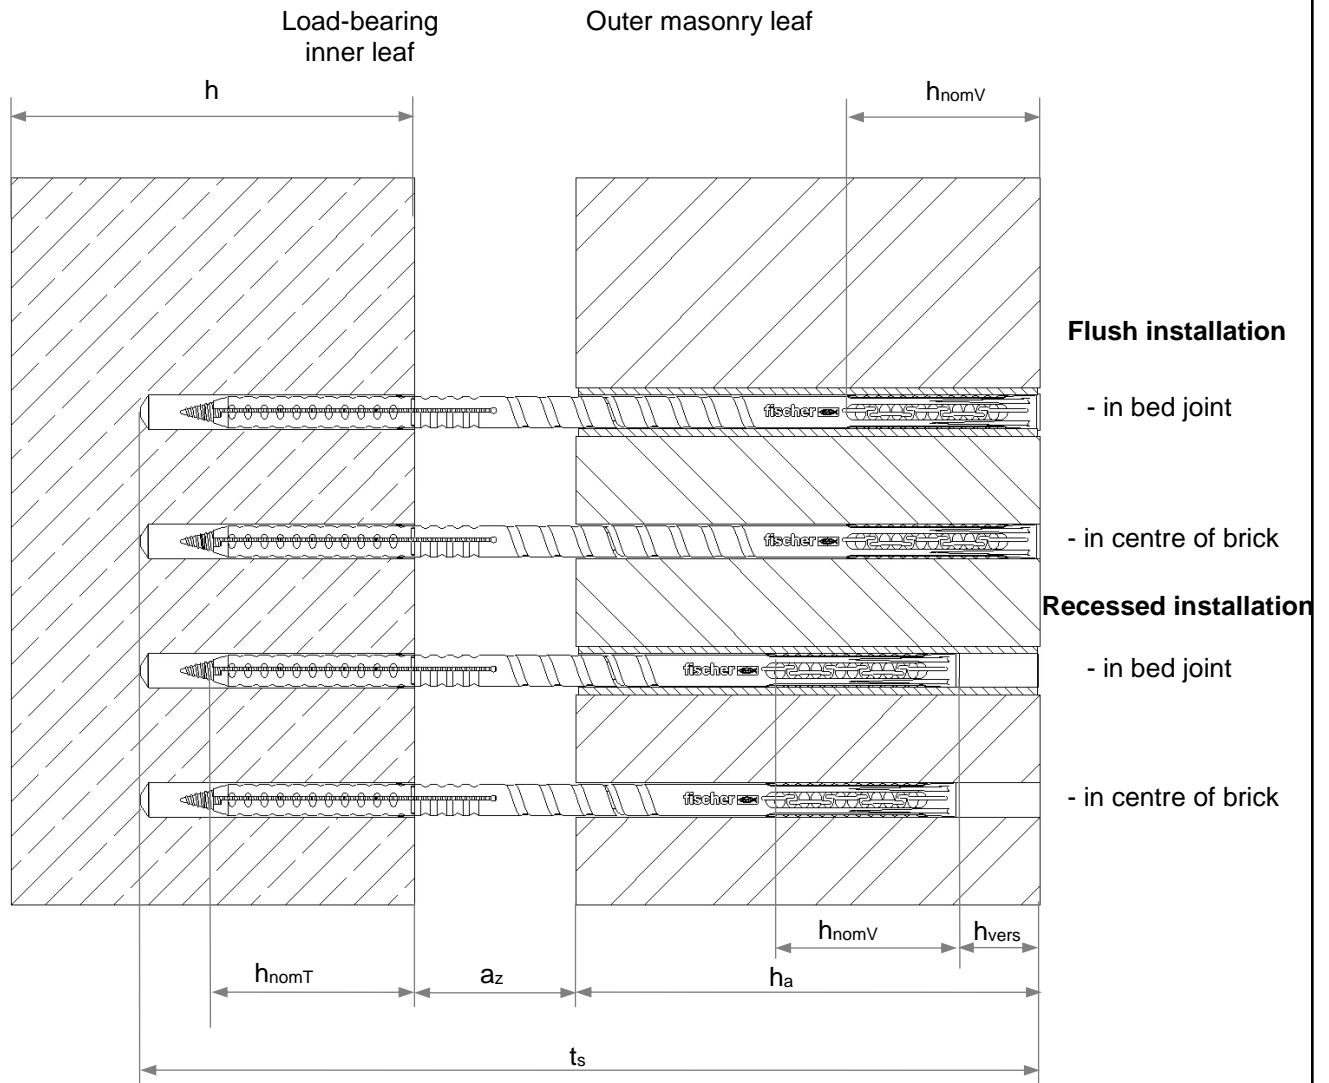 Load-bearing
inner leaf
Outer masonry leaf
h
hnomV
Flush installation
fischer
- in bed joint
fischer
- in centre of brick
Recessed installation
fischer
- in bed joint
fischer
- in centre of brick
hnomV
hvers
hnomT
az
ha
ts